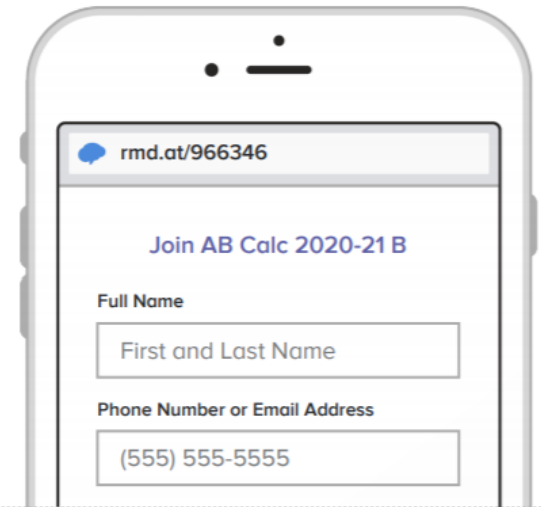 rmd.at/966346
Join AB Calc 2020-21 B
Full Name
First and Last Name
Phone Number or Email Address
(555) 555-5555